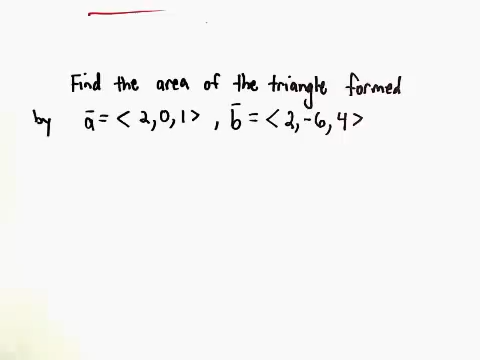 Find the area of the triangle formed
by ā = < 2, 0, 1 > , b̄ = < 2, -6, 4 >